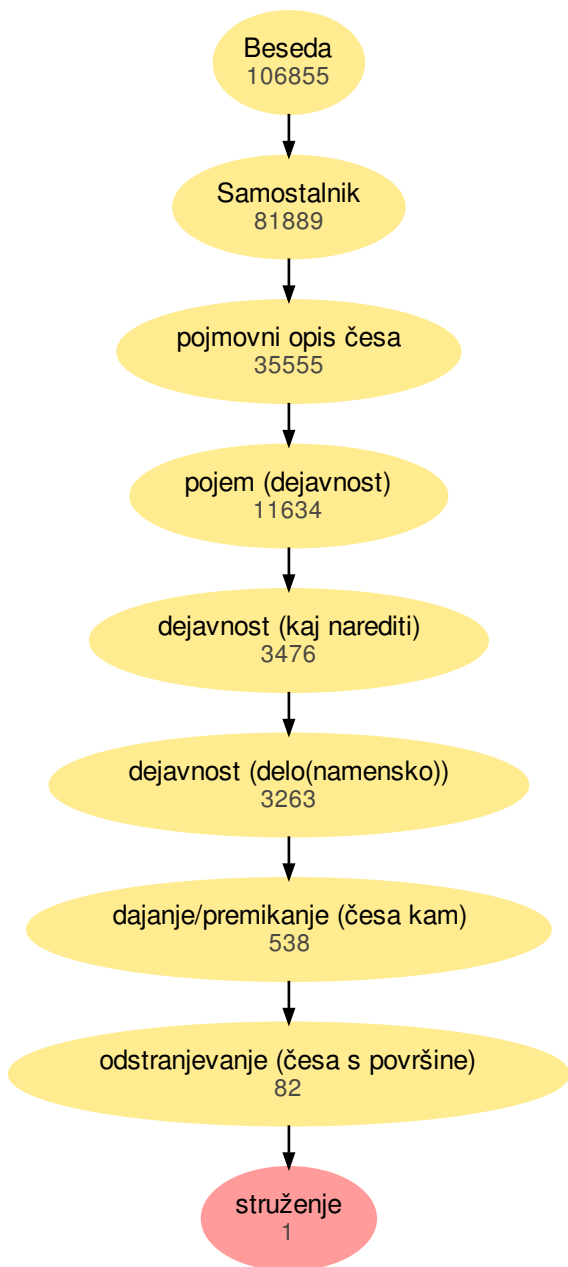 Beseda
106855
Samostalnik
81889
pojmovni opis česa
35555
pojem (dejavnost)
11634
dejavnost (kaj narediti)
3476
dejavnost (delo(namensko))
3263
dajanje/premikanje (česa kam)
538
odstranjevanje (česa s površine)
82
struženje
1